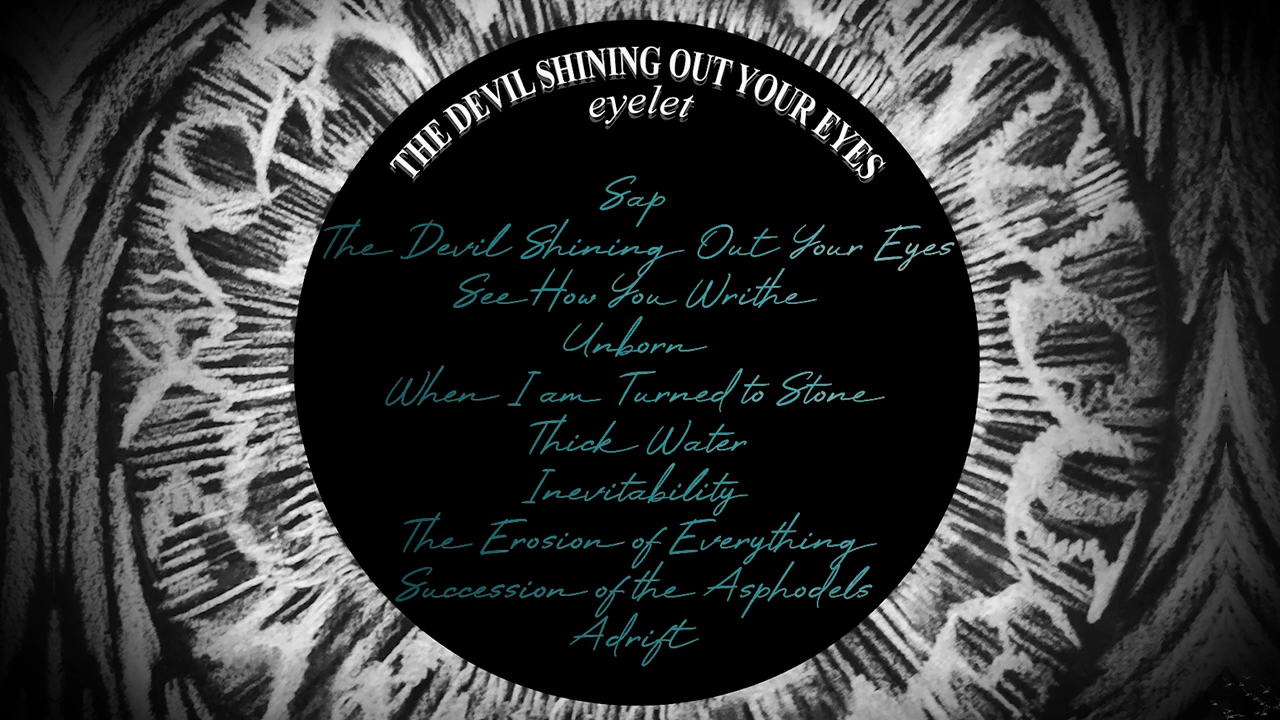 THE DEVIL SHINING OUT YOUR EYES
eyelet
Sap
The Devil Shining Out Your Eyes
See How You Writhe
Unborn
When I am Turned to Stone
Thick Water
Inevitability
The Erosion of Everything
Succession of the Asphodels
Adrift